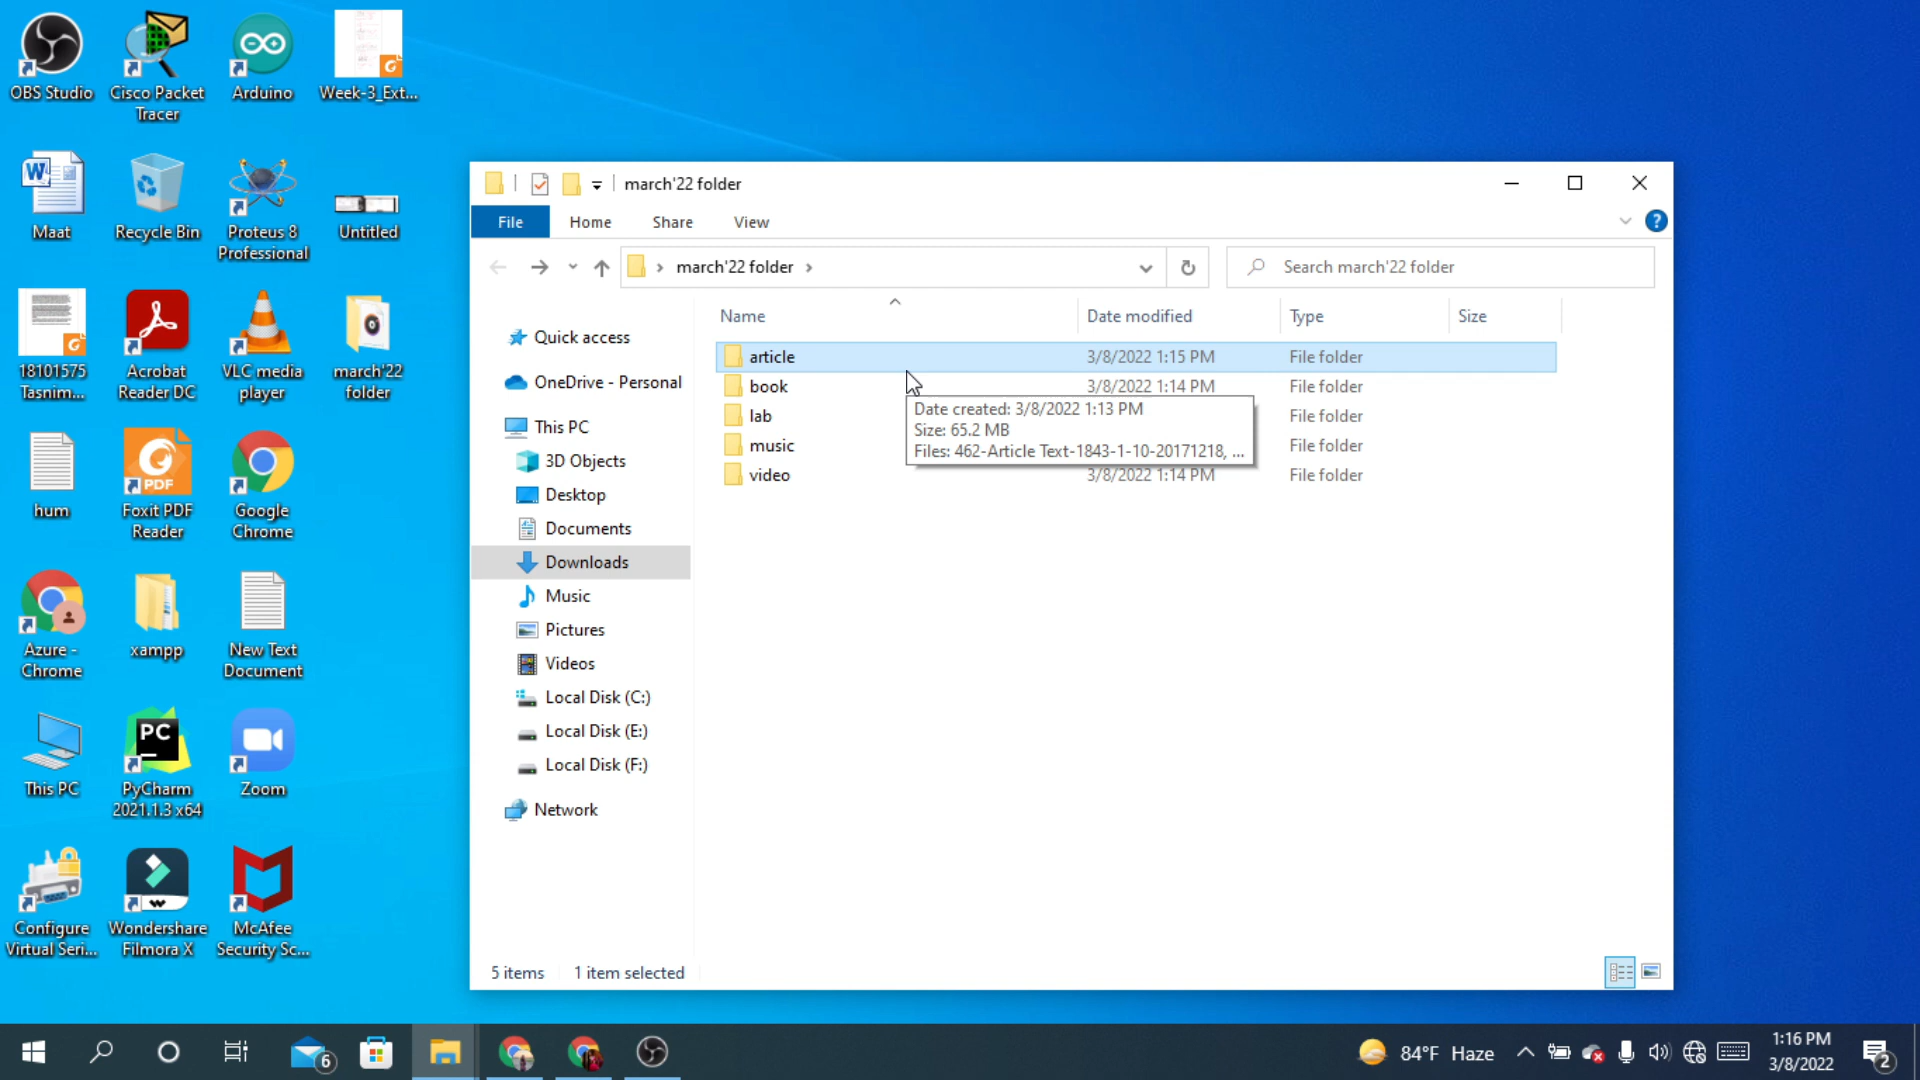 OBS Studio
Cisco Packet
Tracer
Arduino
Week-3_Ext...
Maat
Recycle Bin
Proteus 8
Professional
Untitled
18101575
Tasnim...
Acrobat
Reader DC
VLC media
player
march'22
folder
hum
PDF
Foxit PDF
Reader
Google
Chrome
Azure -
Chrome
xampp
New Text
Document
This PC
PC
PyCharm
2021.1.3 x64
Zoom
Configure
Virtual Seri...
Wondershare
Filmora X
McAfee
Security Sc...
march'22 folder
File
Home
Share
View
march'22 folder
Search march'22 folder
Quick access
OneDrive - Personal
This PC
3D Objects
Desktop
Documents
Downloads
Music
Pictures
Videos
Local Disk (C:)
Local Disk (E:)
Local Disk (F:)
Network
Name Date modified Type Size
article 3/8/2022 1:15 PM File folder
book 3/8/2022 1:14 PM File folder
lab File folder
music File folder
video 3/8/2022 1:14 PM File folder
Date created: 3/8/2022 1:13 PM
Size: 65.2 MB
Files: 462-Article Text-1843-1-10-20171218, ...
5 items 1 item selected
6
84°F Haze
1:16 PM
3/8/2022
2